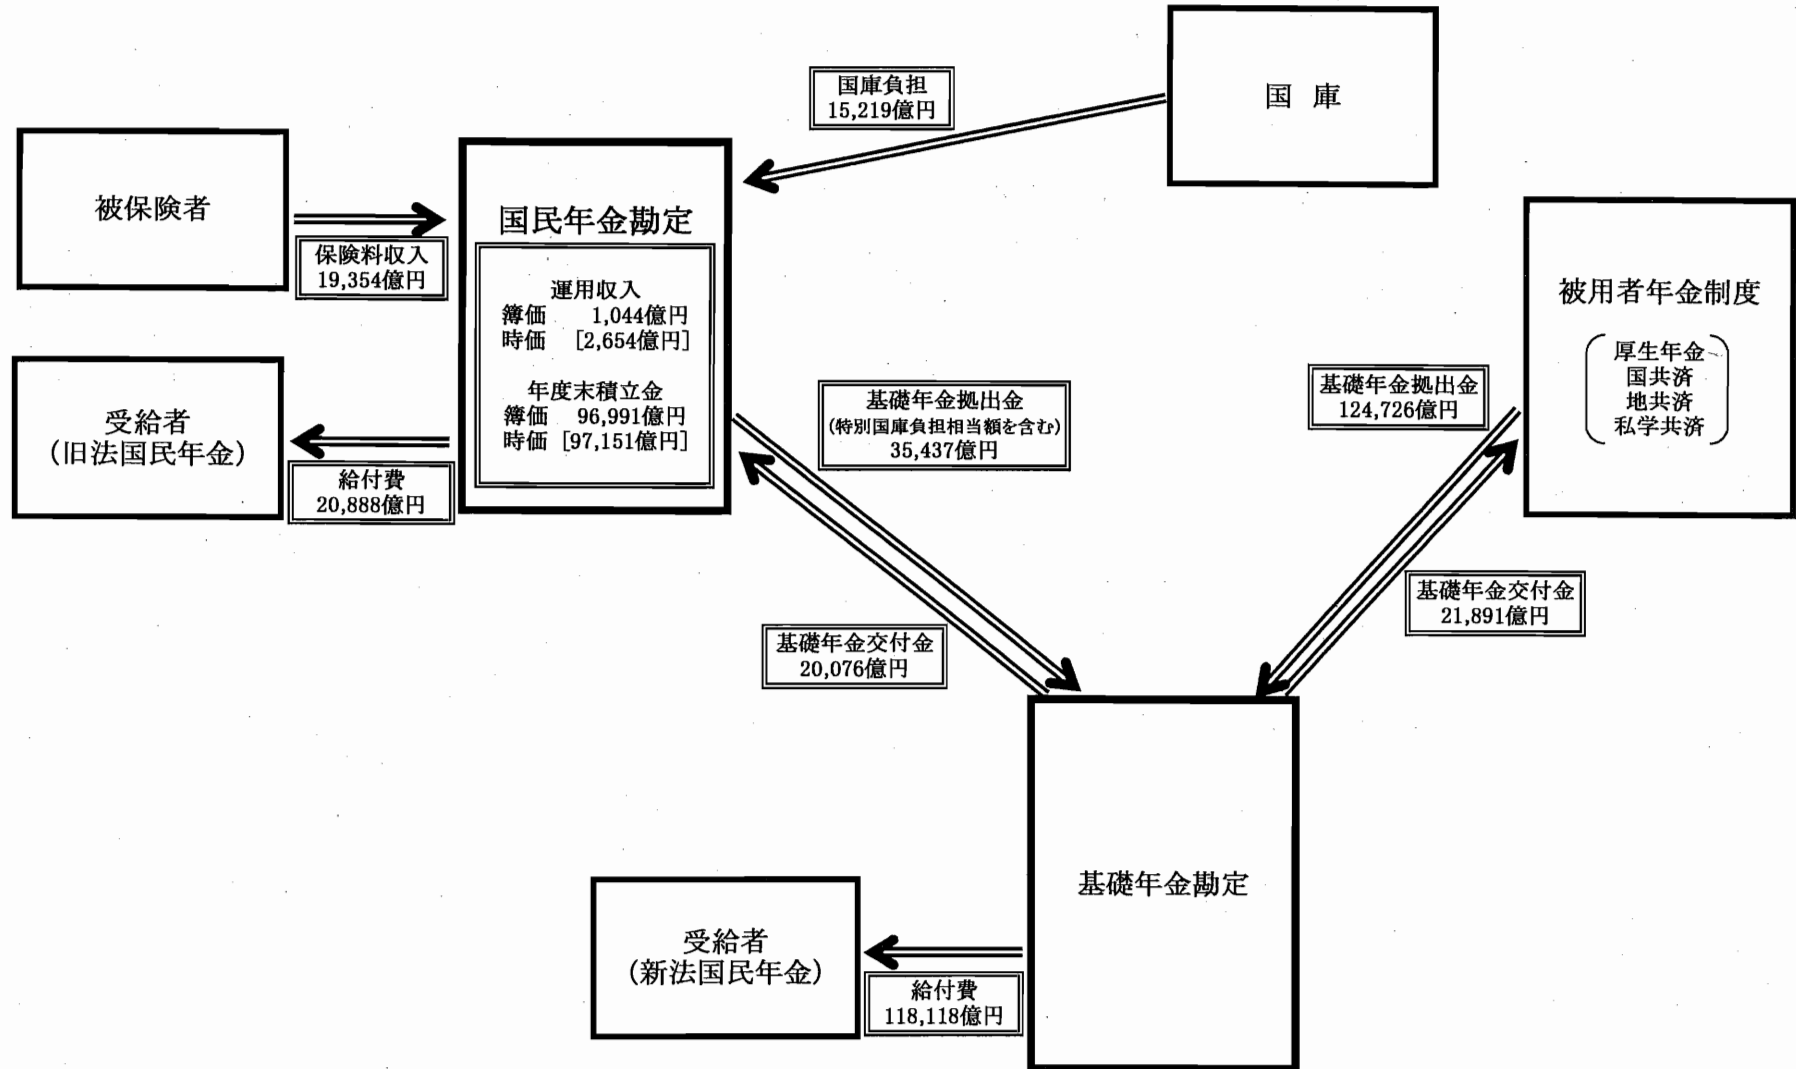 国庫
国庫負担
15,219億円
被保険者
保険料収入
19,354億円
国民年金勘定
運用収入
簿価 1,044億円
時価 [2,654億円]
年度末積立金
簿価 96,991億円
時価 [97,151億円]
受給者
(旧法国民年金)
給付費
20,888億円
基礎年金拠出金
(特別国庫負担相当額を含む)
35,437億円
基礎年金交付金
20,076億円
被用者年金制度
厚生年金
国共済
地共済
私学共済
基礎年金拠出金
124,726億円
基礎年金交付金
21,891億円
基礎年金勘定
受給者
(新法国民年金)
給付費
118,118億円